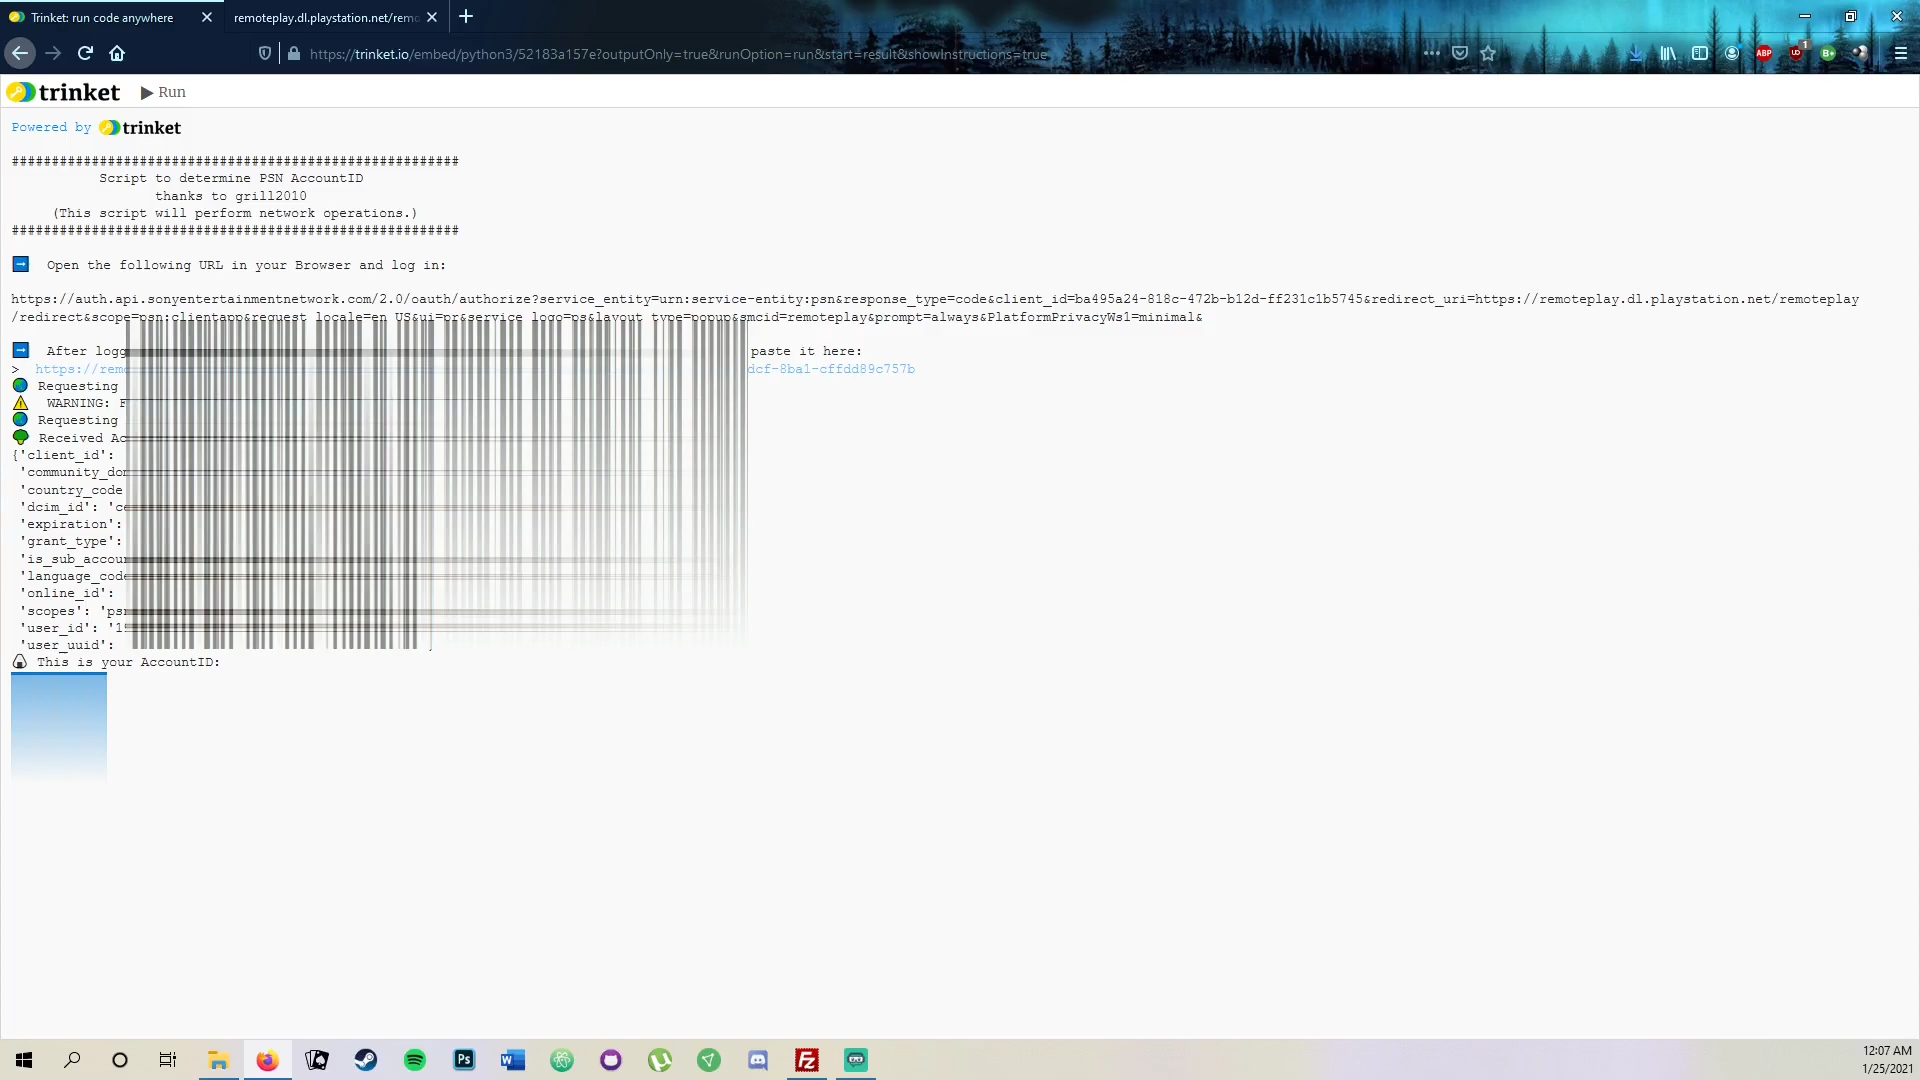 Trinket: run code anywhere
remoteplay.dl.playstation.net/remo
https://trinket.io/embed/python3/52183a157e?outputOnly=true&runOption=run&start=result&showInstructions=true
ABP
1
B+
trinket
Run
Powered by trinket
########################################################
Script to determine PSN AccountID
thanks to grill2010
(This script will perform network operations.)
########################################################
Open the following URL in your Browser and log in:
https://auth.api.sonyentertainmentnetwork.com/2.0/oauth/authorize?service_entity=urn:service-entity:psn&response_type=code&client_id=ba495a24-818c-472b-b12d-ff231c1b5745&redirect_uri=https://remoteplay.dl.playstation.net/remoteplay
/redirect&scope=psn:clientapp&request_locale=en_US&ui=pr&service_logo=ps&layout_type=popup&smcid=remoteplay&prompt=always&PlatformPrivacyWs1=minimal&
After logg paste it here:
> https://remo dcf-8ba1-cffdd89c757b
Requesting
WARNING: F
Requesting
Received Ac
{'client_id':
'community_dom
'country_code
'dcim_id': 'c
'expiration':
'grant_type':
'is_sub_accou
'language_code
'online_id':
'scopes': 'psn
'user_id': '1
'user_uuid':
This is your AccountID:
Ps
W
Fz
12:07 AM
1/25/2021